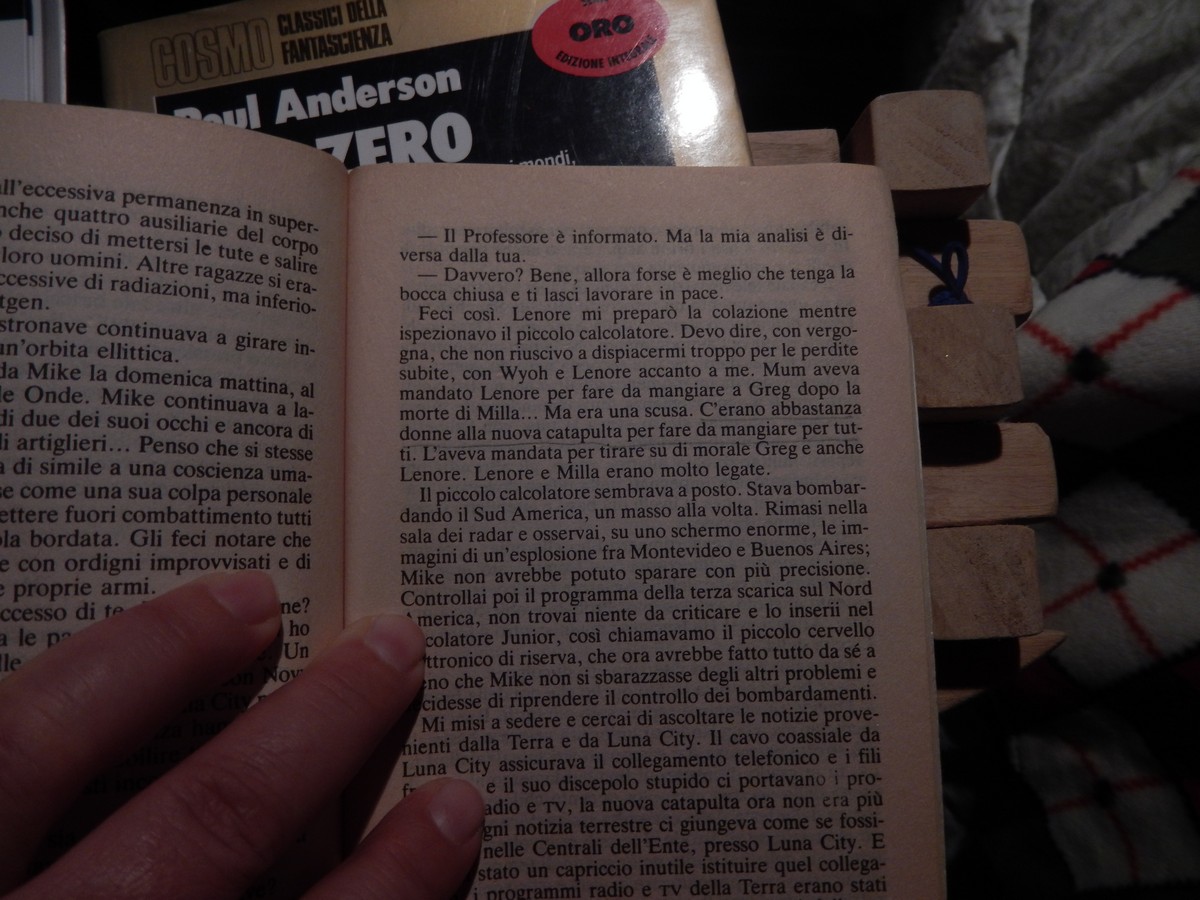 COSMO
CLASSICI DELLA
FANTASCIENZA
ORO
EDIZIONE
Poul Anderson
ZERO
mondi,
all'eccessiva permanenza in super-
anche quattro ausiliarie del corpo
deciso di mettersi le tute e salire
loro uomini. Altre ragazze si era-
di radiazioni, ma inferio-
continuava a girare in-
un'orbita ellittica.
da Mike la domenica mattina, al
le Onde. Mike continuava a la-
di due dei suoi occhi e ancora di
artiglieri... Penso che si stesse
di simile a una coscienza uma-
come una sua colpa personale
fuori combattimento tutti
bordata. Gli feci notare che
e con ordigni improvvisati e di
proprie armi.
di
ho
Un
— Il Professore è informato. Ma la mia analisi è di-
versa dalla tua.
— Davvero? Bene, allora forse è meglio che tenga la
bocca chiusa e ti lasci lavorare in pace.
Feci così. Lenore mi preparò la colazione mentre
ispezionavo il piccolo calcolatore. Devo dire, con vergo-
gna, che non riuscivo a dispiacermi troppo per le perdite
subite, con Wyoh e Lenore accanto a me. Mum aveva
mandato Lenore per fare da mangiare a Greg dopo la
morte di Milla... Ma era una scusa. C'erano abbastanza
donne alla nuova catapulta per fare da mangiare per tut-
ti. L'aveva mandata per tirare su di morale Greg e anche
Lenore. Lenore e Milla erano molto legate.
Il piccolo calcolatore sembrava a posto. Stava bombar-
dando il Sud America, un masso alla volta. Rimasi nella
sala dei radar e osservai, su uno schermo enorme, le im-
magini di un'esplosione fra Montevideo e Buenos Aires;
Mike non avrebbe potuto sparare con più precisione.
Controllai poi il programma della terza scarica sul Nord
America, non trovai niente da criticare e lo inserii nel
Junior, così chiamavamo il piccolo cervello
di riserva, che ora avrebbe fatto tutto da sé a
che Mike non si sbarazzasse degli altri problemi e
di riprendere il controllo dei bombardamenti.
Mi misi a sedere e cercai di ascoltare le notizie prove-
nienti dalla Terra e da Luna City. Il cavo coassiale da
Luna City assicurava il collegamento telefonico e i fili
e il suo discepolo stupido ci portavano i pro-
e TV, la nuova catapulta ora non era più
notizia terrestre ci giungeva come se fossi-
nelle Centrali dell'Ente, presso Luna City. E
stato un capriccio inutile istituire quel collega-
i programmi radio e TV della Terra erano stati